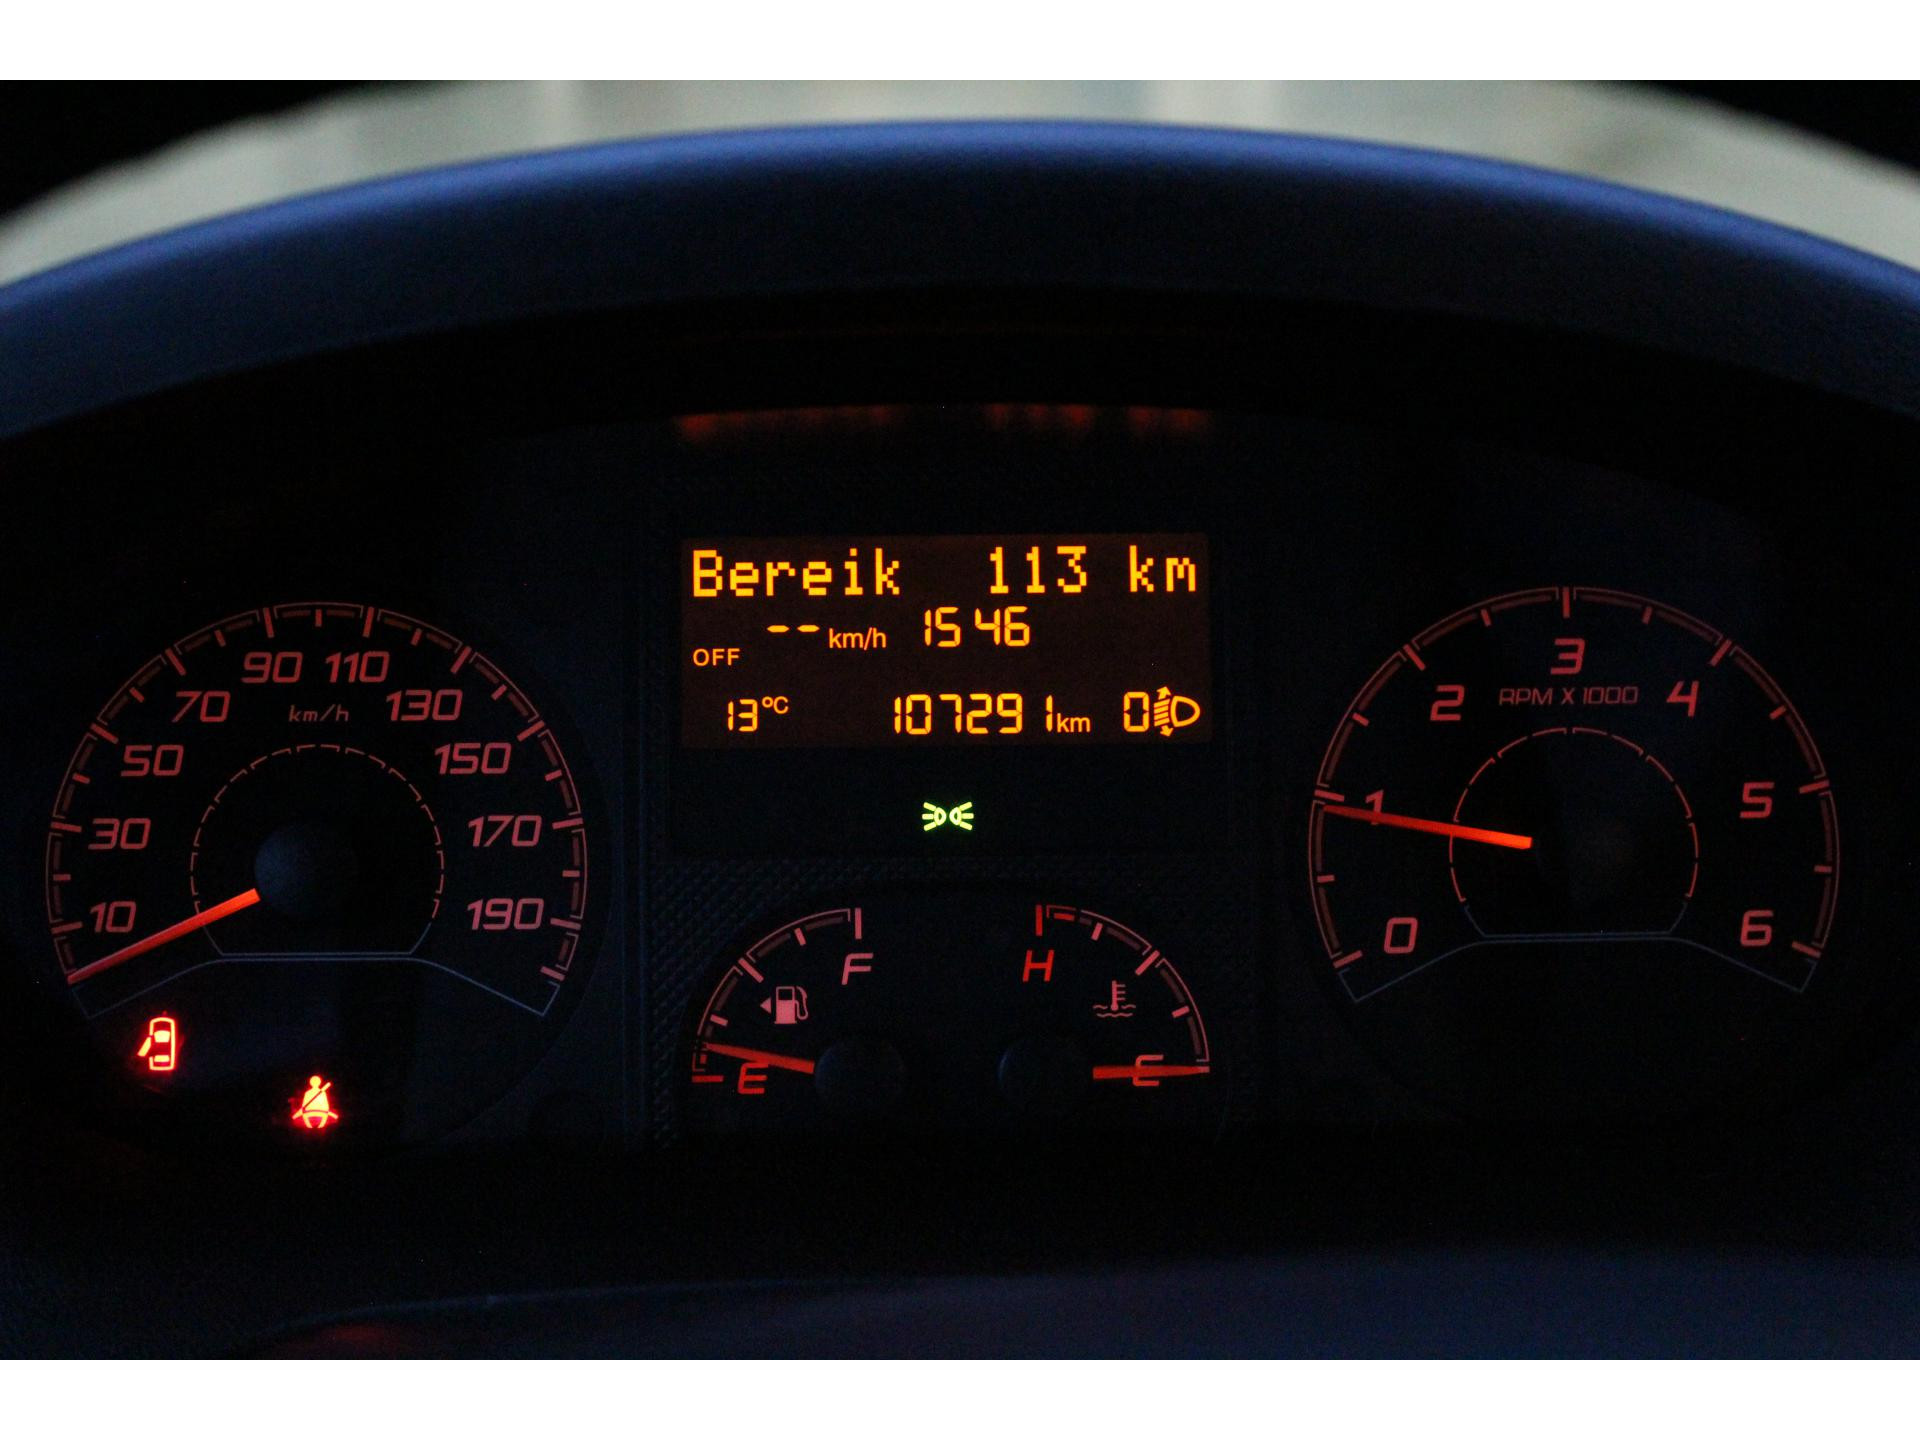 Bereik 113 km
-- km/h 15 46
OFF
13°C 107291 km 0
90 110
70 km/h 130
50 150
30 170
10 190
3
2 RPM X 1000 4
1 5
0 6
F H
E C